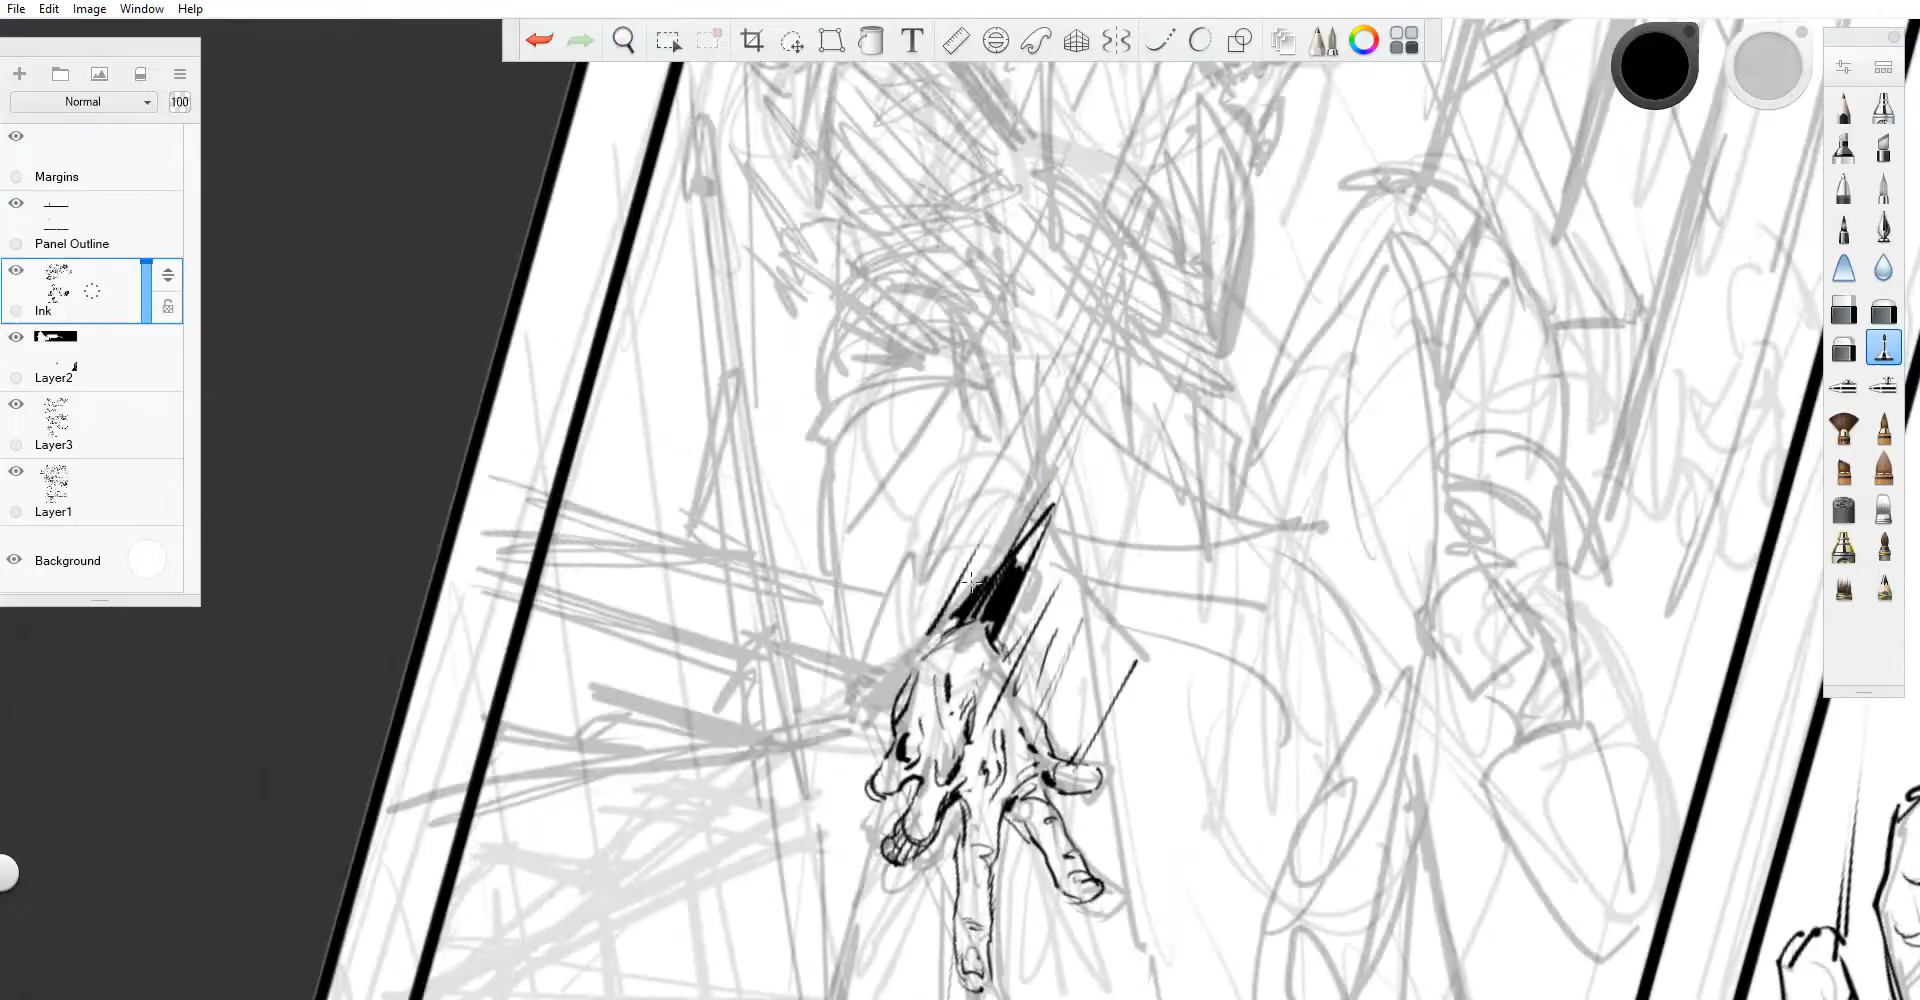 File Edit Image Window Help
Normal 100
Margins
Panel Outline
Ink
Layer2
Layer3
Layer1
Background